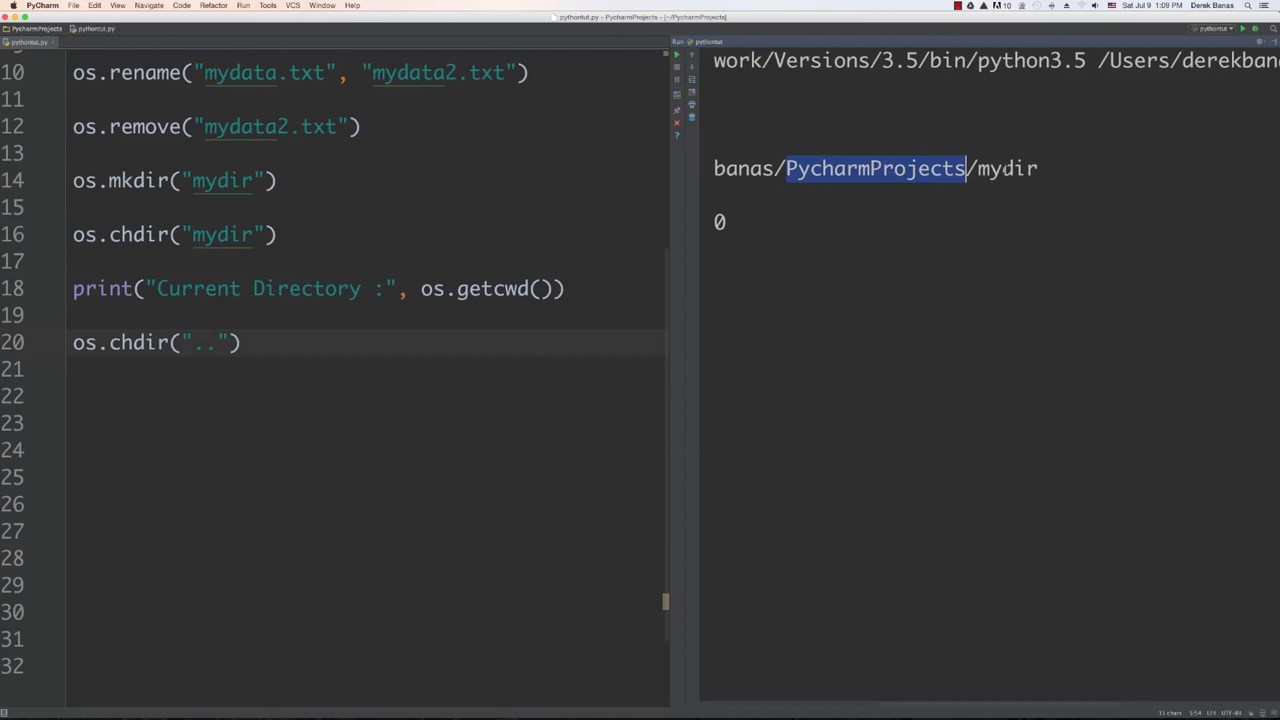 PyCharm File Edit View Navigate Code Refactor Run Tools VCS Window Help
10 Sat Jul 9 1:09 PM Derek Banas
pythontut.py - PycharmProjects - [~/PycharmProjects]
PycharmProjects pythontut.py
pythontut
pythontut.py
Run pythontut
10 os.rename("mydata.txt", "mydata2.txt")
11
12 os.remove("mydata2.txt")
13
14 os.mkdir("mydir")
15
16 os.chdir("mydir")
17
18 print("Current Directory :", os.getcwd())
19
20 os.chdir("..")
21
22
23
24
25
26
27
28
29
30
31
32
work/Versions/3.5/bin/python3.5 /Users/derekbana
banas/PycharmProjects/mydir
0
15 chars 5:54 LF÷ UTF-8÷